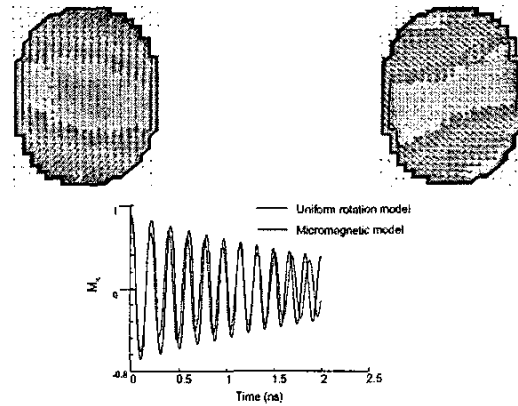 Uniform rotation model
Micromagnetic model
1
0
-0.8
0 0.5 1 1.5 2 2.5
Time (ns)